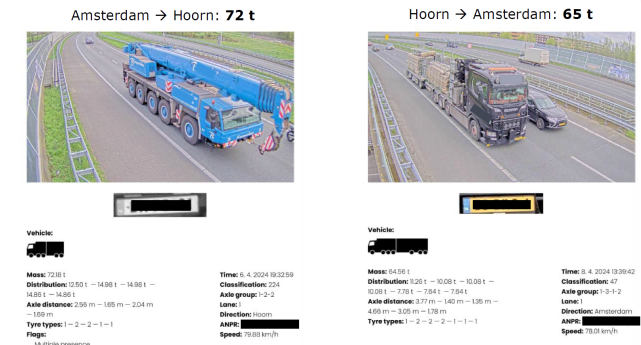 Amsterdam → Hoorn: 72 t
Hoorn → Amsterdam: 65 t
Vehicle:
Mass: 72.18 t
Distribution: 12.50 t – 14.98 t – 14.98 t –
14.86 t – 14.86 t
Axle distance: 2.56 m – 1.65 m – 2.04 m
– 1.69 m
Tyre types: 1 – 2 – 2 – 1 – 1
Flags:
Multiple presence
Time: 6. 4. 2024 19:32:59
Classification: 224
Axle group: 1-2-2
Lane: 1
Direction: Hoorn
ANPR:
Speed: 79.88 km/h
Vehicle:
Mass: 64.56 t
Distribution: 11.26 t – 10.08 t – 10.08 t –
10.08 t – 7.78 t – 7.64 t – 7.64 t
Axle distance: 3.77 m – 1.40 m – 1.35 m –
4.66 m – 3.05 m – 1.78 m
Tyre types: 1 – 2 – 2 – 2 – 1 – 1 – 1
Time: 8. 4. 2024 13:39:42
Classification: 47
Axle group: 1-3-1-2
Lane: 1
Direction: Amsterdam
ANPR:
Speed: 78.01 km/h